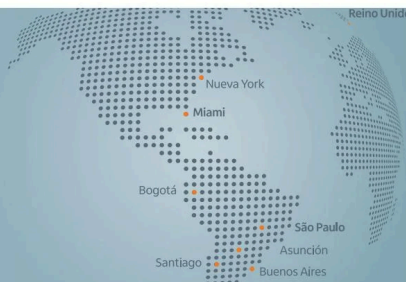 Reino Unido
Nueva York
Miami
Bogotá
São Paulo
Asunción
Santiago
Buenos Aires